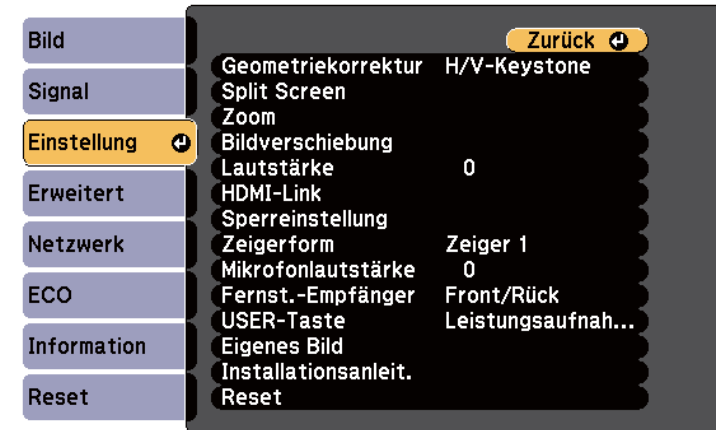 Bild
Signal
Einstellung
Erweitert
Netzwerk
ECO
Information
Reset
Zurück
Geometriekorrektur H/V-Keystone
Split Screen
Zoom
Bildverschiebung
Lautstärke 0
HDMI-Link
Sperreinstellung
Zeigerform Zeiger 1
Mikrofonlautstärke 0
Fernst.-Empfänger Front/Rück
USER-Taste Leistungsaufnah...
Eigenes Bild
Installationsanleit.
Reset